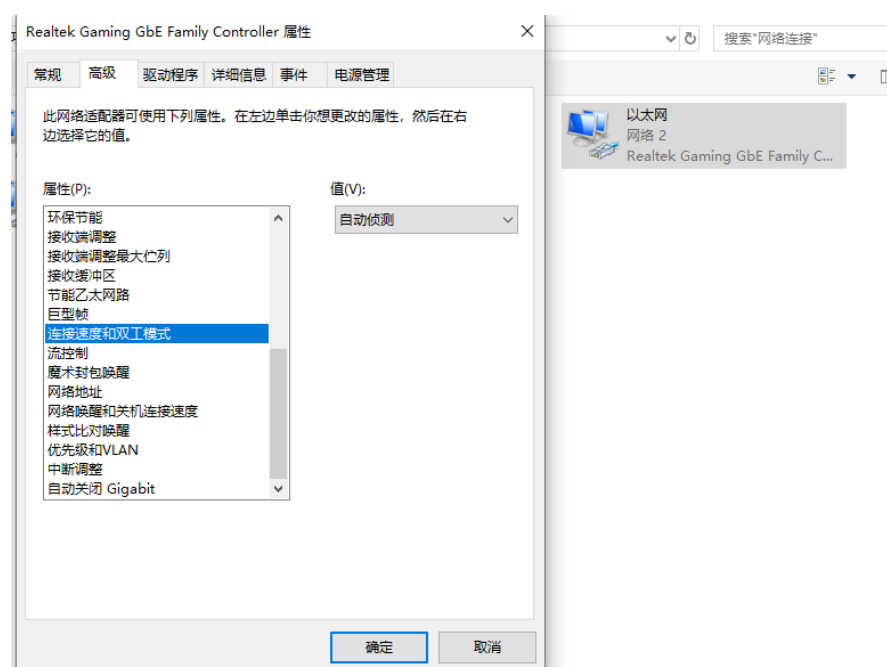 Realtek Gaming GbE Family Controller 属性
搜索"网络连接"
常规 高级 驱动程序 详细信息 事件 电源管理
此网络适配器可使用下列属性。在左边单击你想更改的属性，然后在右
边选择它的值。
属性(P):
值(V):
环保节能
接收端调整
接收端调整最大伫列
接收缓冲区
节能乙太网路
巨型帧
连接速度和双工模式
流控制
魔术封包唤醒
网络地址
网络唤醒和关机连接速度
样式比对唤醒
优先级和VLAN
中断调整
自动关闭 Gigabit
自动侦测
确定
取消
以太网
网络 2
Realtek Gaming GbE Family C...